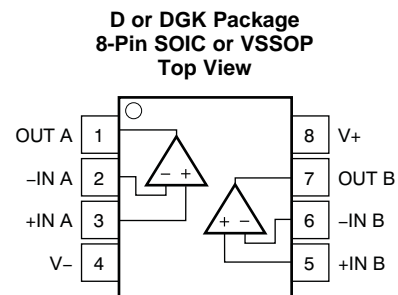 D or DGK Package
8-Pin SOIC or VSSOP
Top View
OUT A 1 8 V+
–IN A 2 7 OUT B
+IN A 3 6 –IN B
V– 4 5 +IN B
– +
+ –